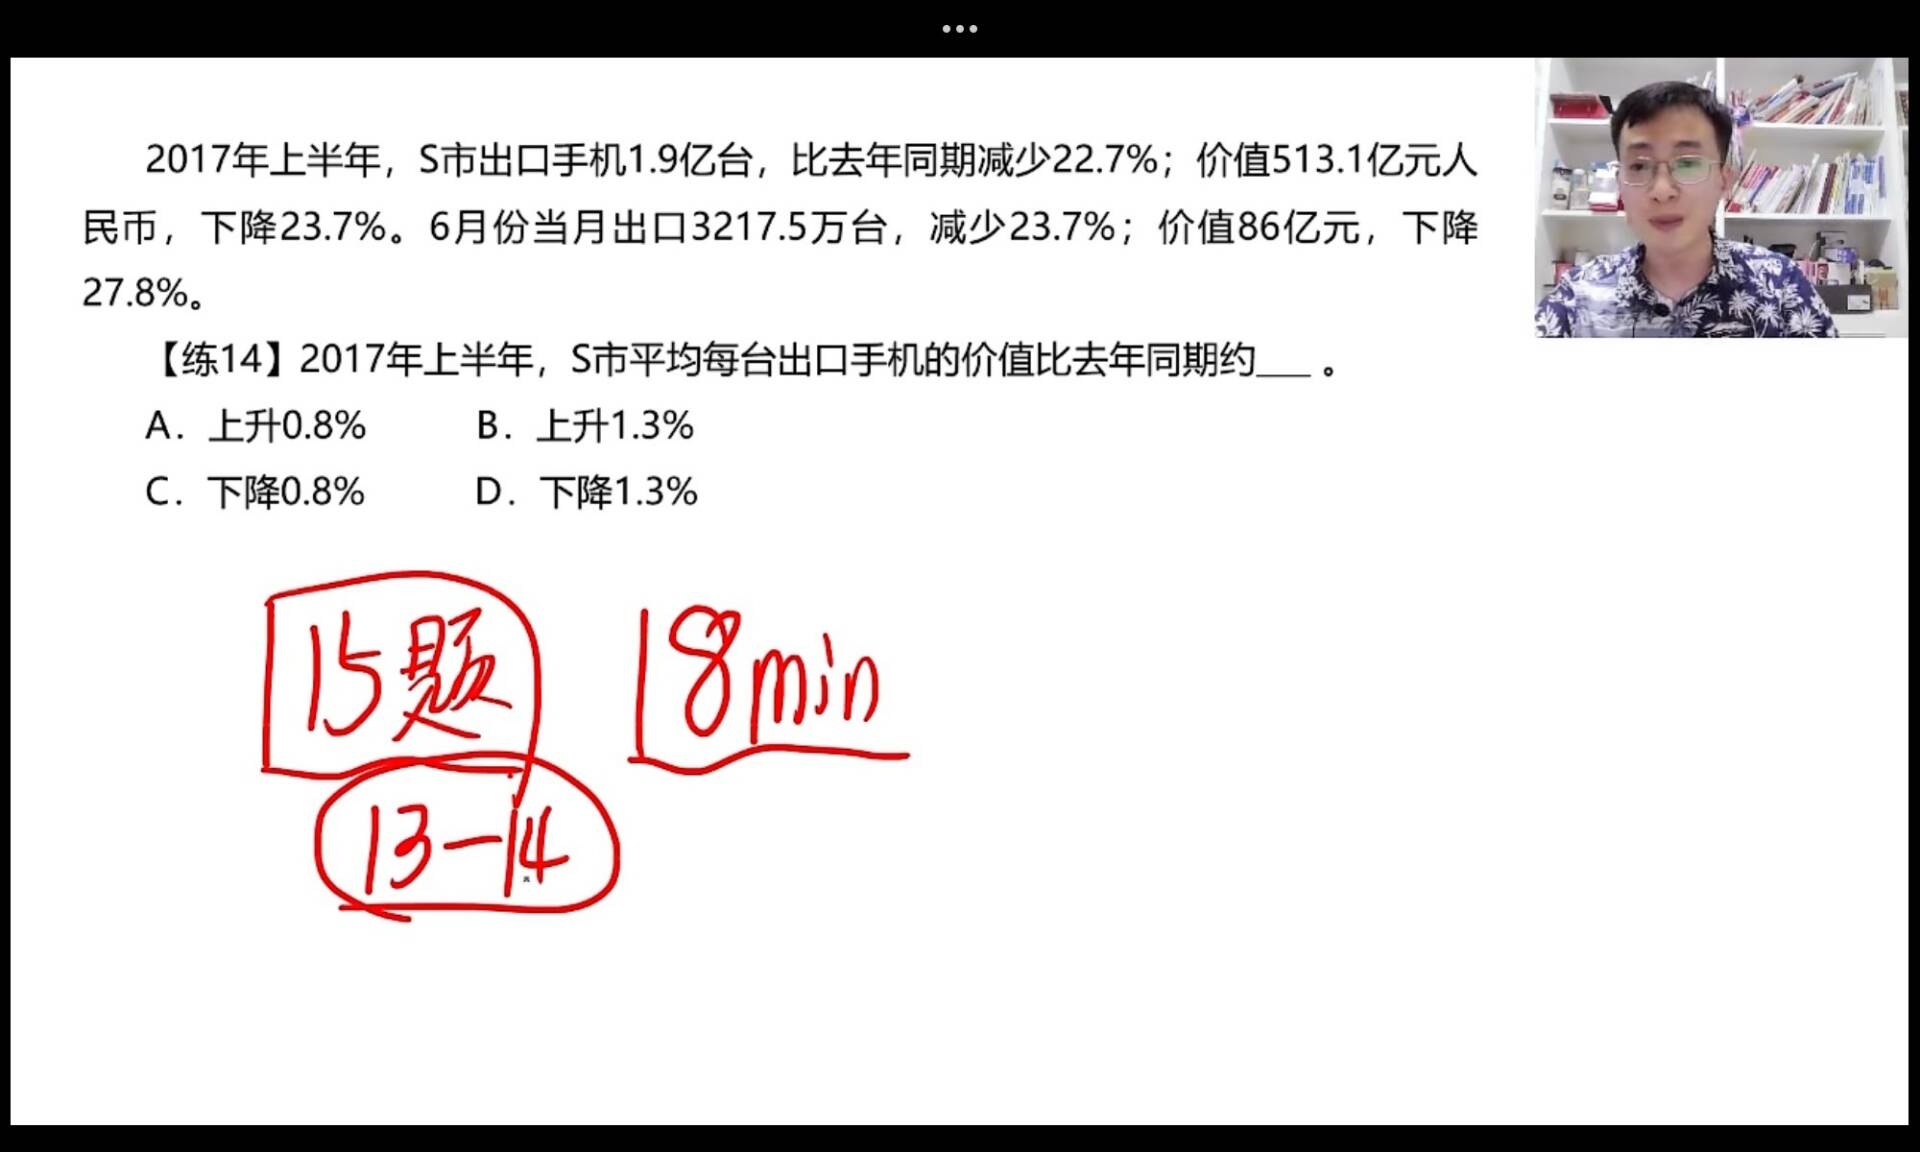 2017年上半年，S市出口手机1.9亿台，比去年同期减少22.7%；价值513.1亿元人
民币，下降23.7%。6月份当月出口3217.5万台，减少23.7%；价值86亿元，下降
27.8%。
【练14】2017年上半年，S市平均每台出口手机的价值比去年同期约___ 。
A．上升0.8% B．上升1.3%
C．下降0.8% D．下降1.3%
15题 18min
13—14